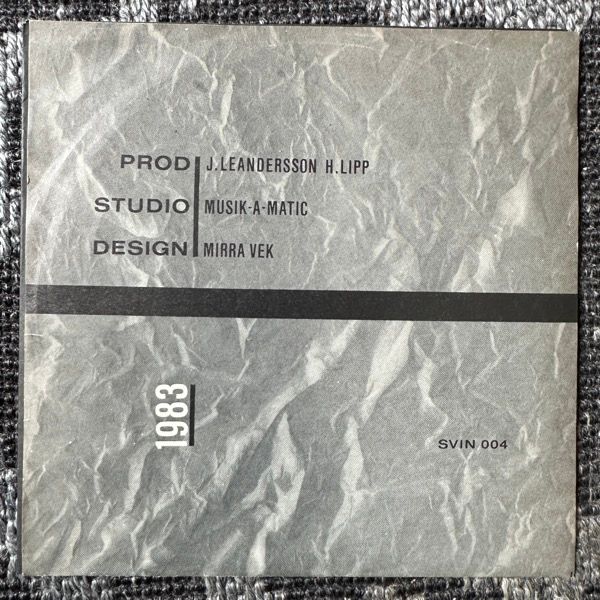 PROD J.LEANDERSSON H.LIPP
STUDIO MUSIK-A-MATIC
DESIGN MIRRA VEK
1983
SVIN 004